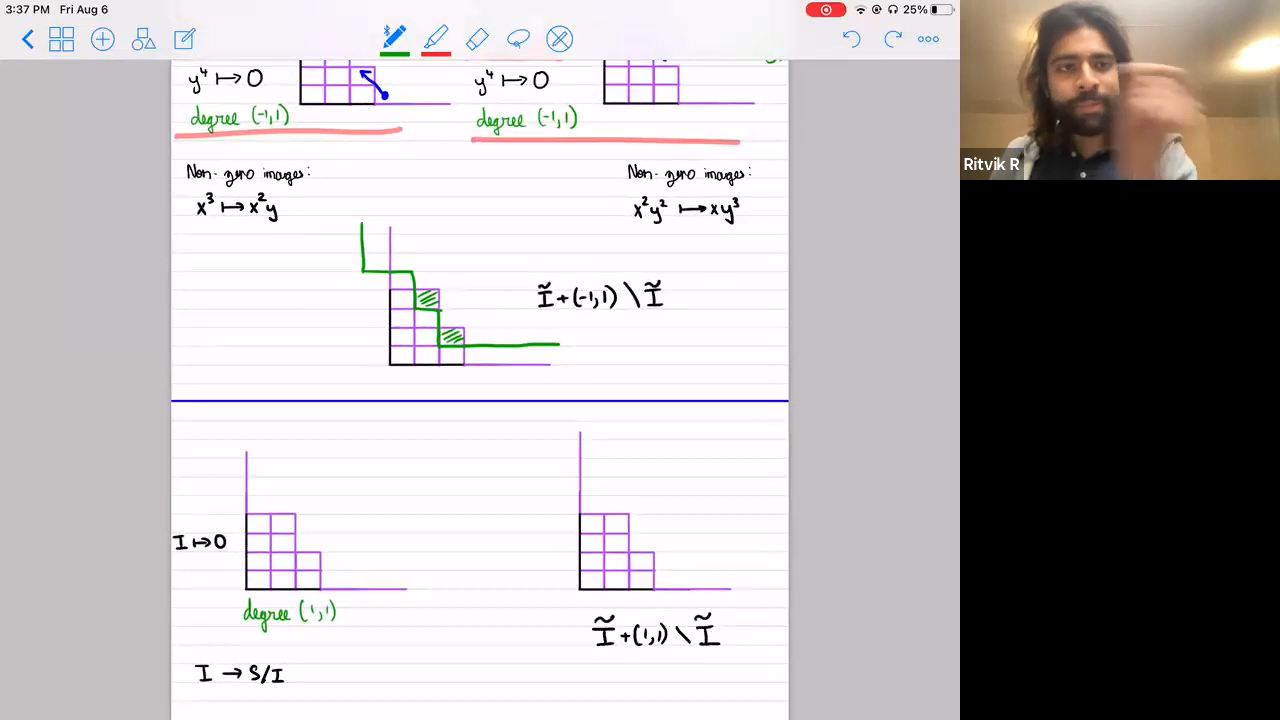 3:37 PM Fri Aug 6
25%
y⁴ ↦ 0
y⁴ ↦ 0
degree (-1,1)
degree (-1,1)
Ritvik R
Non-zero images:
Non-zero images:
x³ ↦ x²y
x²y² ↦ xy³
Ĩ + (-1,1) \ Ĩ
I ↦ 0
degree (1,1)
Ĩ + (1,1) \ Ĩ
I → S/I